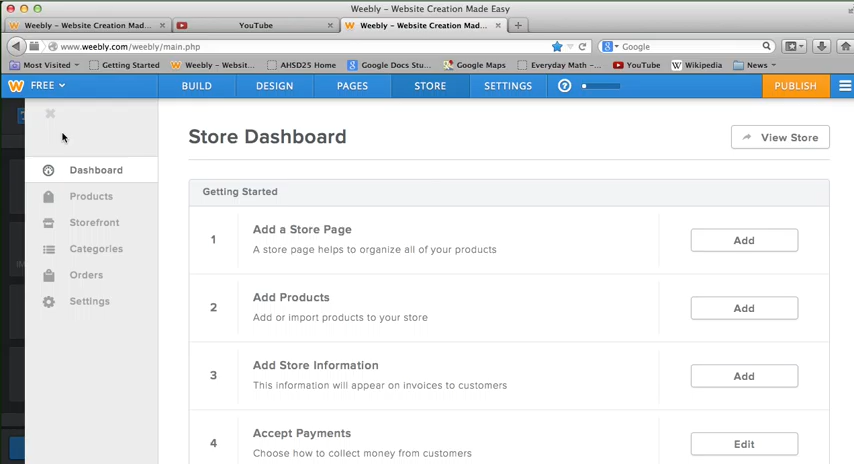 Weebly - Website Creation Made Easy
Weebly - Website Creation Mad...
YouTube
Weebly - Website Creation Mad...
www.weebly.com/weebly/main.php
Google
Most Visited
Getting Started
Weebly - Websit...
AHSD25 Home
Google Docs Stu...
Google Maps
Everyday Math -...
YouTube
Wikipedia
News
FREE
BUILD
DESIGN
PAGES
STORE
SETTINGS
PUBLISH
Dashboard
Products
Storefront
Categories
Orders
Settings
Store Dashboard
View Store
Getting Started
1
Add a Store Page
A store page helps to organize all of your products
Add
2
Add Products
Add or import products to your store
Add
3
Add Store Information
This information will appear on invoices to customers
Add
4
Accept Payments
Choose how to collect money from customers
Edit